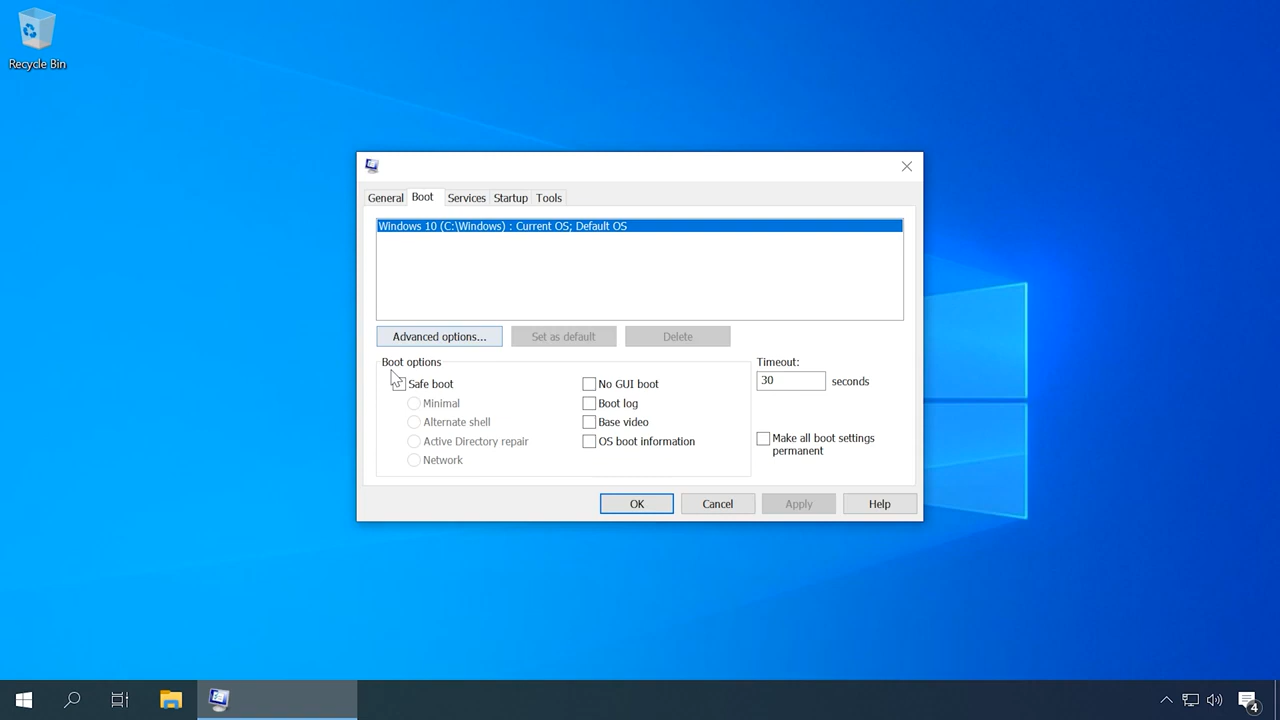 Recycle Bin
General Boot Services Startup Tools
Windows 10 (C:\Windows) : Current OS; Default OS
Advanced options... Set as default Delete
Boot options
Safe boot
Minimal
Alternate shell
Active Directory repair
Network
No GUI boot
Boot log
Base video
OS boot information
Timeout:
30 seconds
Make all boot settings
permanent
OK Cancel Apply Help
4